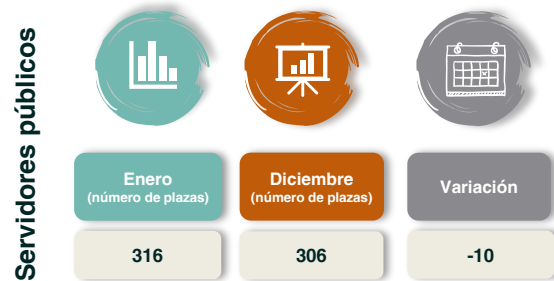 Servidores públicos
Enero
(número de plazas)
Diciembre
(número de plazas)
Variación
316
306
-10